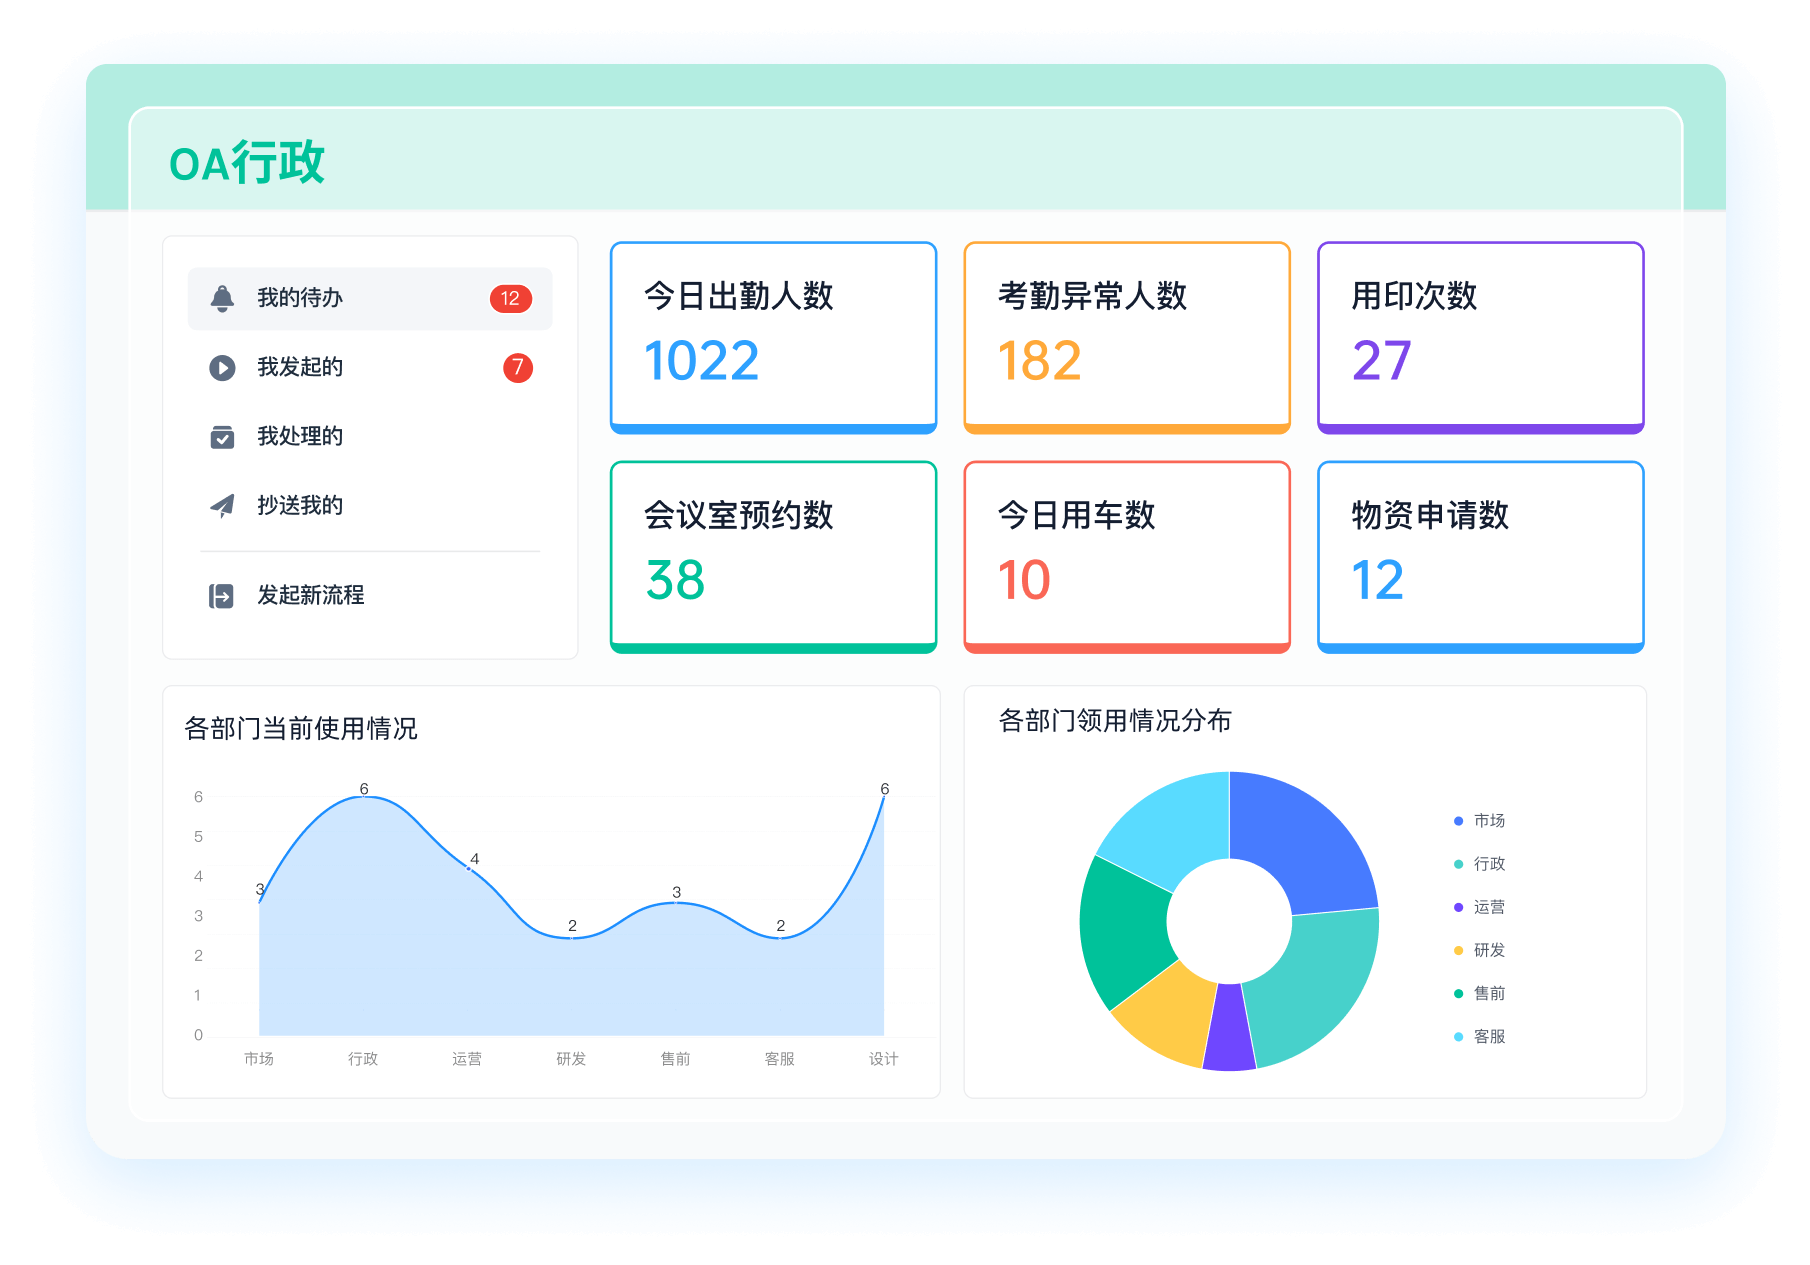 OA行政
我的待办 12
我发起的 7
我处理的
抄送我的
发起新流程
今日出勤人数
1022
考勤异常人数
182
用印次数
27
会议室预约数
38
今日用车数
10
物资申请数
12
各部门当前使用情况
6
5
4
3
2
1
0
3
6
4
2
3
2
6
市场 行政 运营 研发 售前 客服 设计
各部门领用情况分布
市场
行政
运营
研发
售前
客服